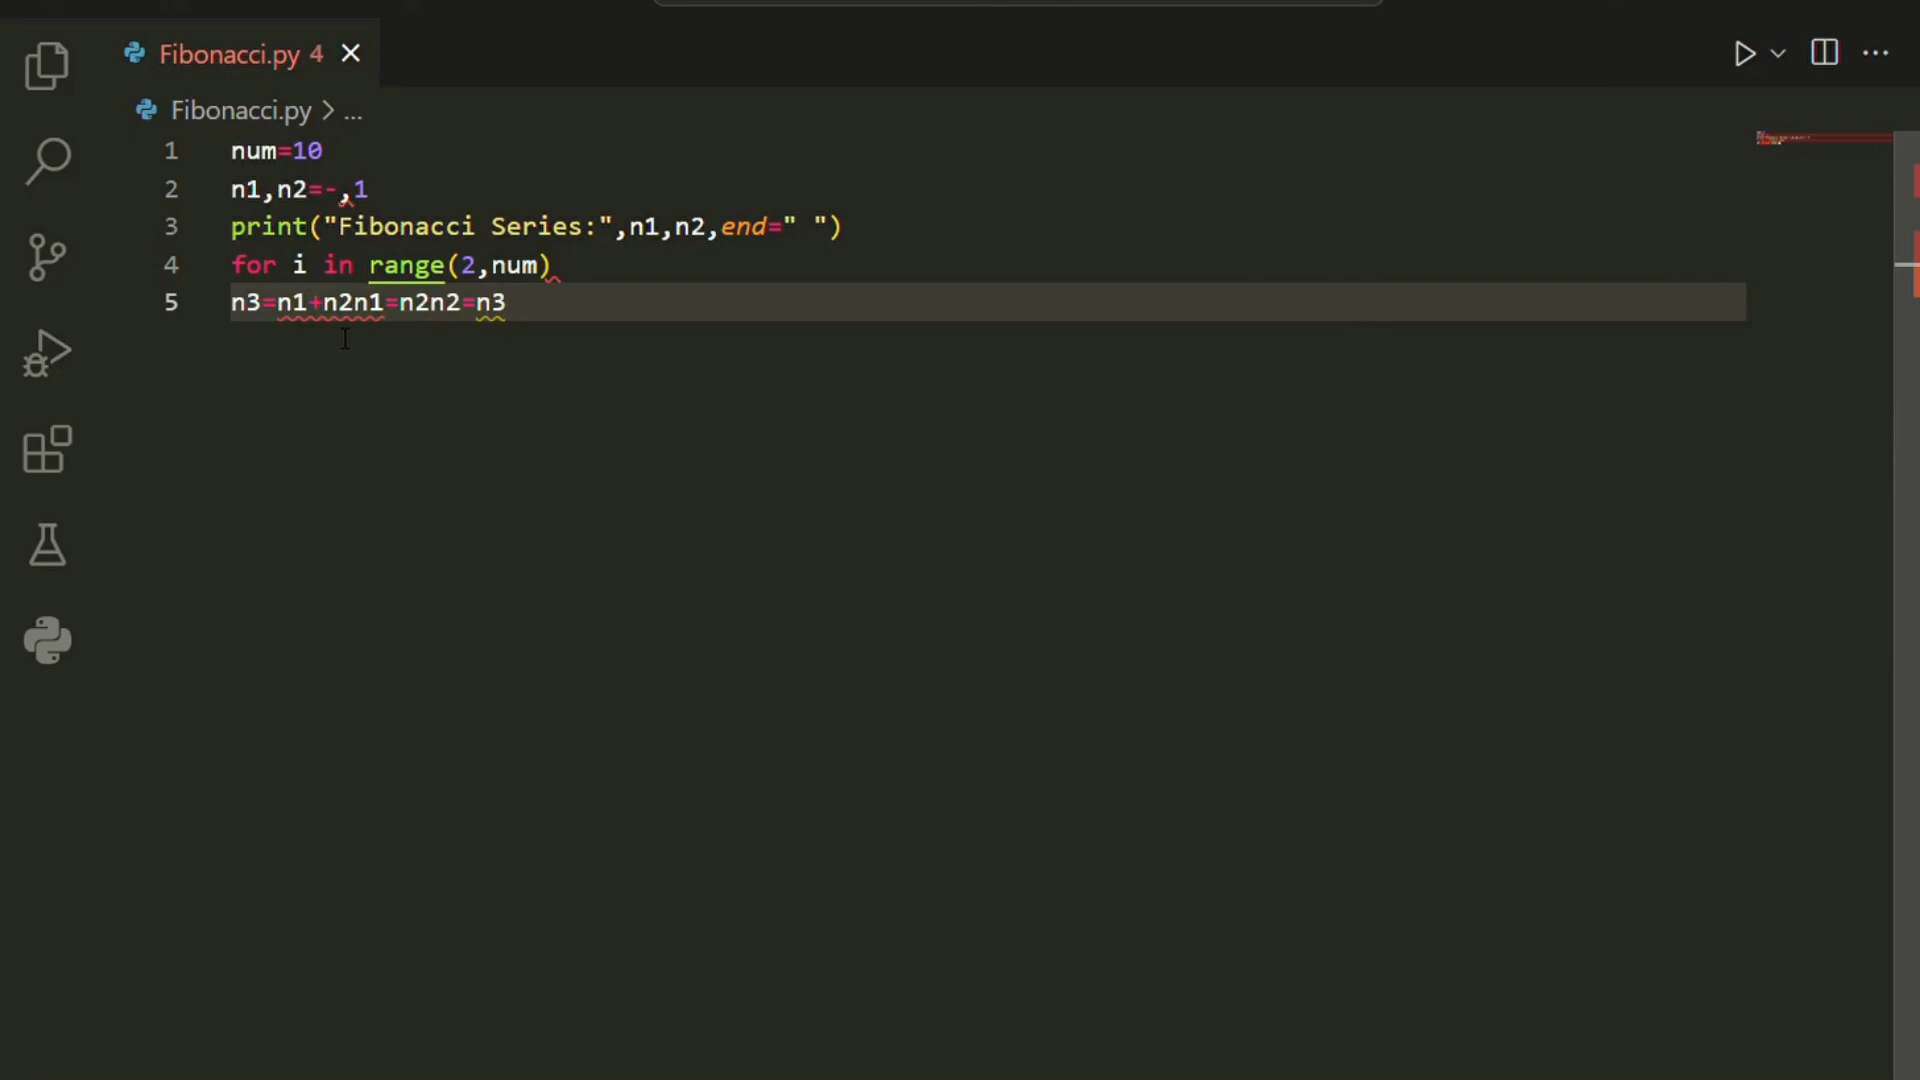 Fibonacci.py 4
Fibonacci.py > ...
1 num=10
2 n1,n2=-,1
3 print("Fibonacci Series:",n1,n2,end=" ")
4 for i in range(2,num)
5 n3=n1+n2n1=n2n2=n3